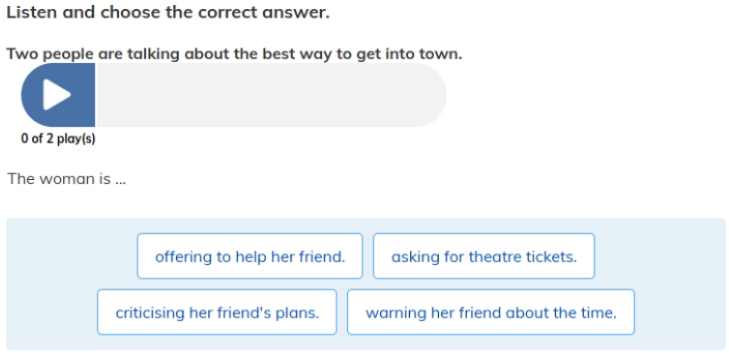 Listen and choose the correct answer.
Two people are talking about the best way to get into town.
0 of 2 play(s)
The woman is ...
offering to help her friend.
asking for theatre tickets.
criticising her friend's plans.
warning her friend about the time.